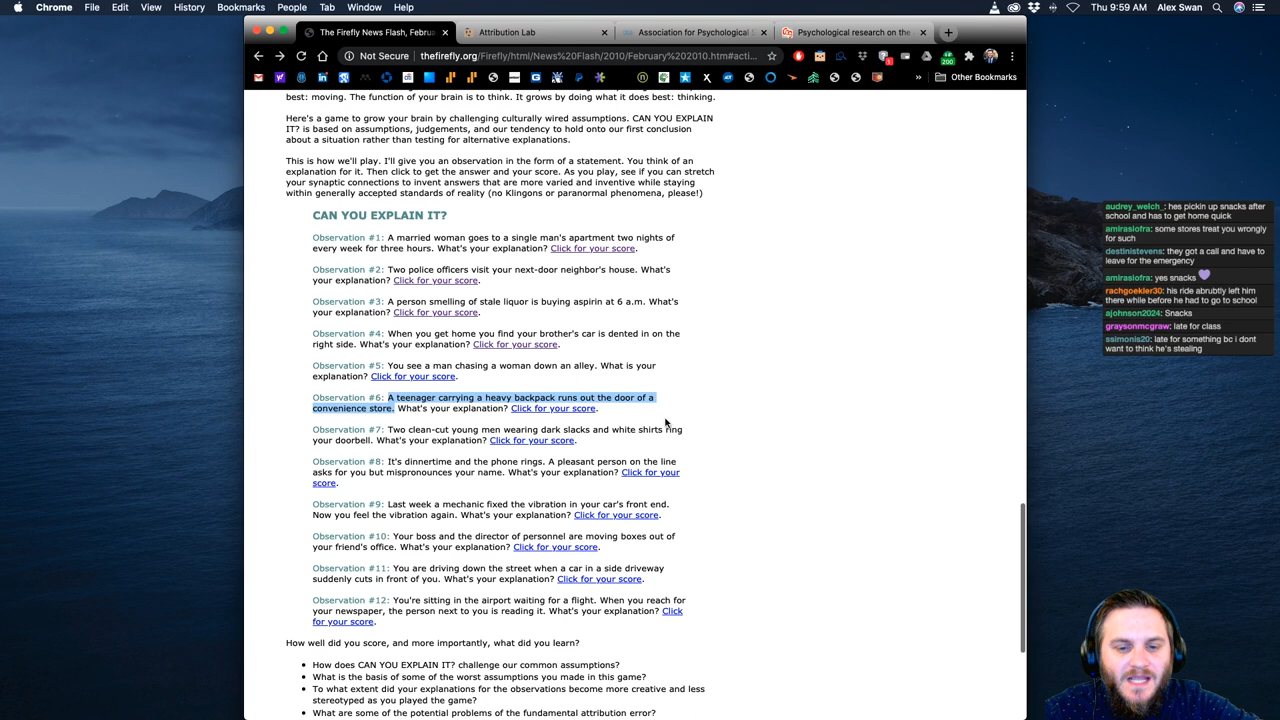 Chrome File Edit View History Bookmarks People Tab Window Help
9:59 AM Alex Swan
The Firefly News Flash, Februa
Attribution Lab
Association for Psychological S
Psychological research on the
Not Secure thefirefly.org/Firefly/html/News%20Flash/2010/February%202010.htm#acti...
Other Bookmarks
best: moving. The function of your brain is to think. It grows by doing what it does best: thinking.
Here's a game to grow your brain by challenging culturally wired assumptions. CAN YOU EXPLAIN
IT? is based on assumptions, judgements, and our tendency to hold onto our first conclusion
about a situation rather than testing for alternative explanations.
This is how we'll play. I'll give you an observation in the form of a statement. You think of an
explanation for it. Then click to get the answer and your score. As you play, see if you can stretch
your synaptic connections to invent answers that are more varied and inventive while staying
within generally accepted standards of reality (no Klingons or paranormal phenomena, please!)
CAN YOU EXPLAIN IT?
Observation #1: A married woman goes to a single man's apartment two nights of
every week for three hours. What's your explanation? Click for your score.
Observation #2: Two police officers visit your next-door neighbor's house. What's
your explanation? Click for your score.
Observation #3: A person smelling of stale liquor is buying aspirin at 6 a.m. What's
your explanation? Click for your score.
Observation #4: When you get home you find your brother's car is dented in on the
right side. What's your explanation? Click for your score.
Observation #5: You see a man chasing a woman down an alley. What is your
explanation? Click for your score.
Observation #6: A teenager carrying a heavy backpack runs out the door of a
convenience store. What's your explanation? Click for your score.
Observation #7: Two clean-cut young men wearing dark slacks and white shirts ring
your doorbell. What's your explanation? Click for your score.
Observation #8: It's dinnertime and the phone rings. A pleasant person on the line
asks for you but mispronounces your name. What's your explanation? Click for your
score.
Observation #9: Last week a mechanic fixed the vibration in your car's front end.
Now you feel the vibration again. What's your explanation? Click for your score.
Observation #10: Your boss and the director of personnel are moving boxes out of
your friend's office. What's your explanation? Click for your score.
Observation #11: You are driving down the street when a car in a side driveway
suddenly cuts in front of you. What's your explanation? Click for your score.
Observation #12: You're sitting in the airport waiting for a flight. When you reach for
your newspaper, the person next to you is reading it. What's your explanation? Click
for your score.
How well did you score, and more importantly, what did you learn?
• How does CAN YOU EXPLAIN IT? challenge our common assumptions?
• What is the basis of some of the worst assumptions you made in this game?
• To what extent did your explanations for the observations become more creative and less
stereotyped as you played the game?
• What are some of the potential problems of the fundamental attribution error?
audrey_welch_: hes pickin up snacks after
school and has to get home quick
amirasiofra: some stores treat you wrongly
for such
destinistevens: they got a call and have to
leave for the emergency
amirasiofra: yes snacks
rachgoekler30: his ride abrubtly left him
there while before he had to go to school
ajohnson2024: Snacks
graysonmcgraw: late for class
ssimonis20: late for something bc i dont
want to think he's stealing